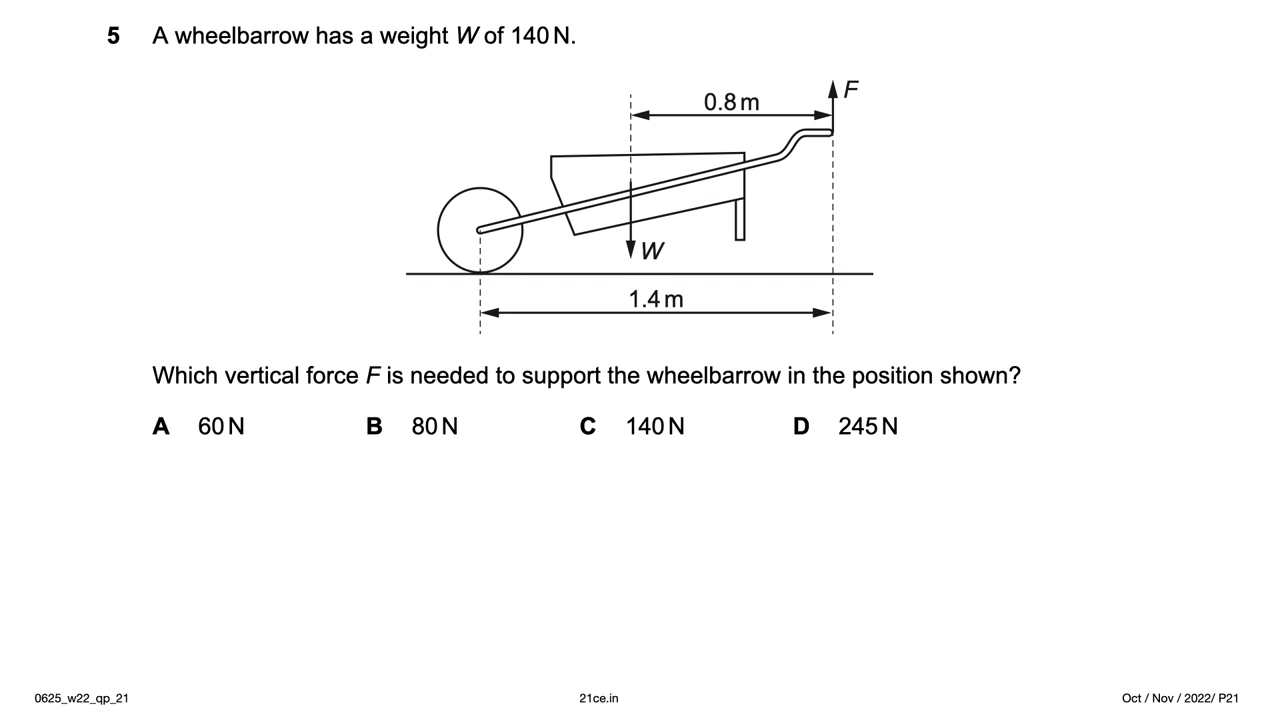 5 A wheelbarrow has a weight W of 140 N.
F
0.8 m
W
1.4 m
Which vertical force F is needed to support the wheelbarrow in the position shown?
A 60 N B 80 N C 140 N D 245 N
0625_w22_qp_21 21ce.in Oct / Nov / 2022/ P21